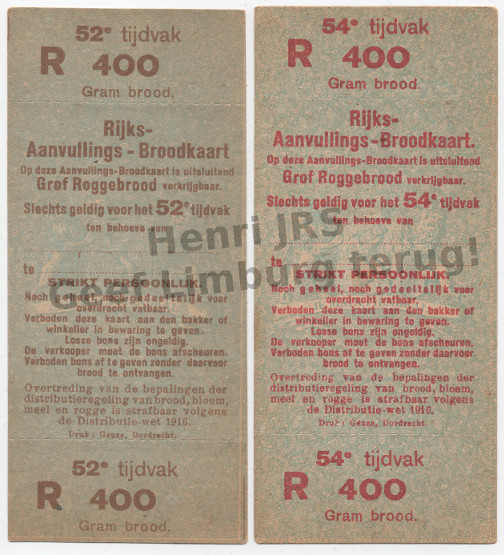 52e tijdvak
R 400
Gram brood.
Rijks-
Aanvullings - Broodkaart
Op deze Aanvullings-Broodkaart is uitsluitend
Grof Roggebrood verkrijgbaar.
Slechts geldig voor het 52e tijdvak
ten behoeve van
te
STRIKT PERSOONLIJK.
Noch geheel, noch gedeeltelijk voor
overdracht vatbaar.
Verboden deze kaart aan den bakker of
winkelier in bewaring te geven.
Losse bons zijn ongeldig.
De verkooper moet de bons afscheuren.
Verboden bons af te geven zonder daarvoor
brood te ontvangen.
Overtreding van de bepalingen der
distributieregeling van brood, bloem,
meel en rogge is strafbaar volgens
de Distributie-wet 1916.
Druk: Geuze, Dordrecht.
52e tijdvak
R 400
Gram brood.
54e tijdvak
R 400
Gram brood.
Rijks-
Aanvullings-Broodkaart.
Op deze Aanvullings-Broodkaart is uitsluitend
Grof Roggebrood verkrijgbaar.
Slechts geldig voor het 54e tijdvak
ten behoeve van
te
STRIKT PERSOONLIJK.
Noch geheel, noch gedeeltelijk voor
overdracht vatbaar.
Verboden deze kaart aan den bakker of
winkelier in bewaring te geven.
Losse bons zijn ongeldig.
De verkooper moet de bons afscheuren.
Verboden bons af te geven zonder daarvoor
brood te ontvangen.
Overtreding van de bepalingen der
distributieregeling van brood, bloem,
meel en rogge is strafbaar volgens
de Distributie-wet 1916.
Druk: Geuze, Dordrecht.
54e tijdvak
R 400
Gram brood.
Henri JRS
Geef Limburg terug!